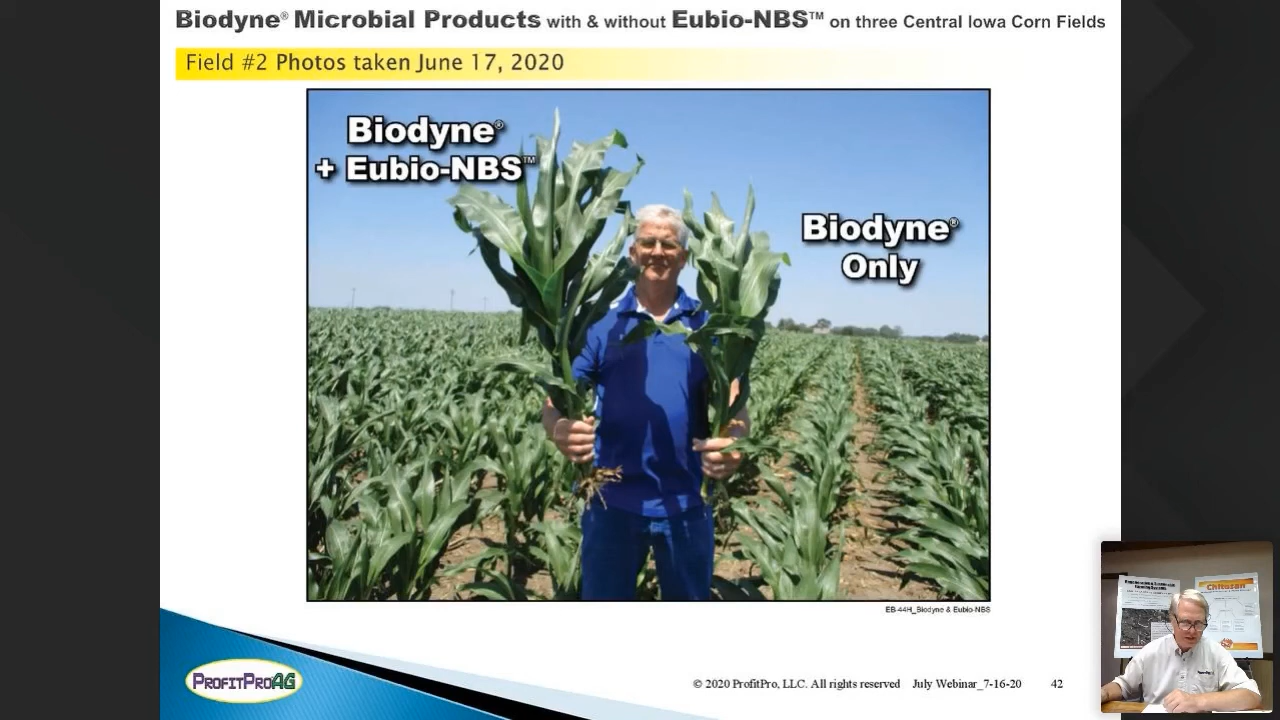 Biodyne® Microbial Products with & without Eubio-NBS™ on three Central Iowa Corn Fields
Field #2 Photos taken June 17, 2020
Biodyne®
+ Eubio-NBS™
Biodyne®
Only
EB-44H_Biodyne & Eubio-NBS
Chitosan
PROFITPROAG
© 2020 ProfitPro, LLC. All rights reserved July Webinar_7-16-20 42